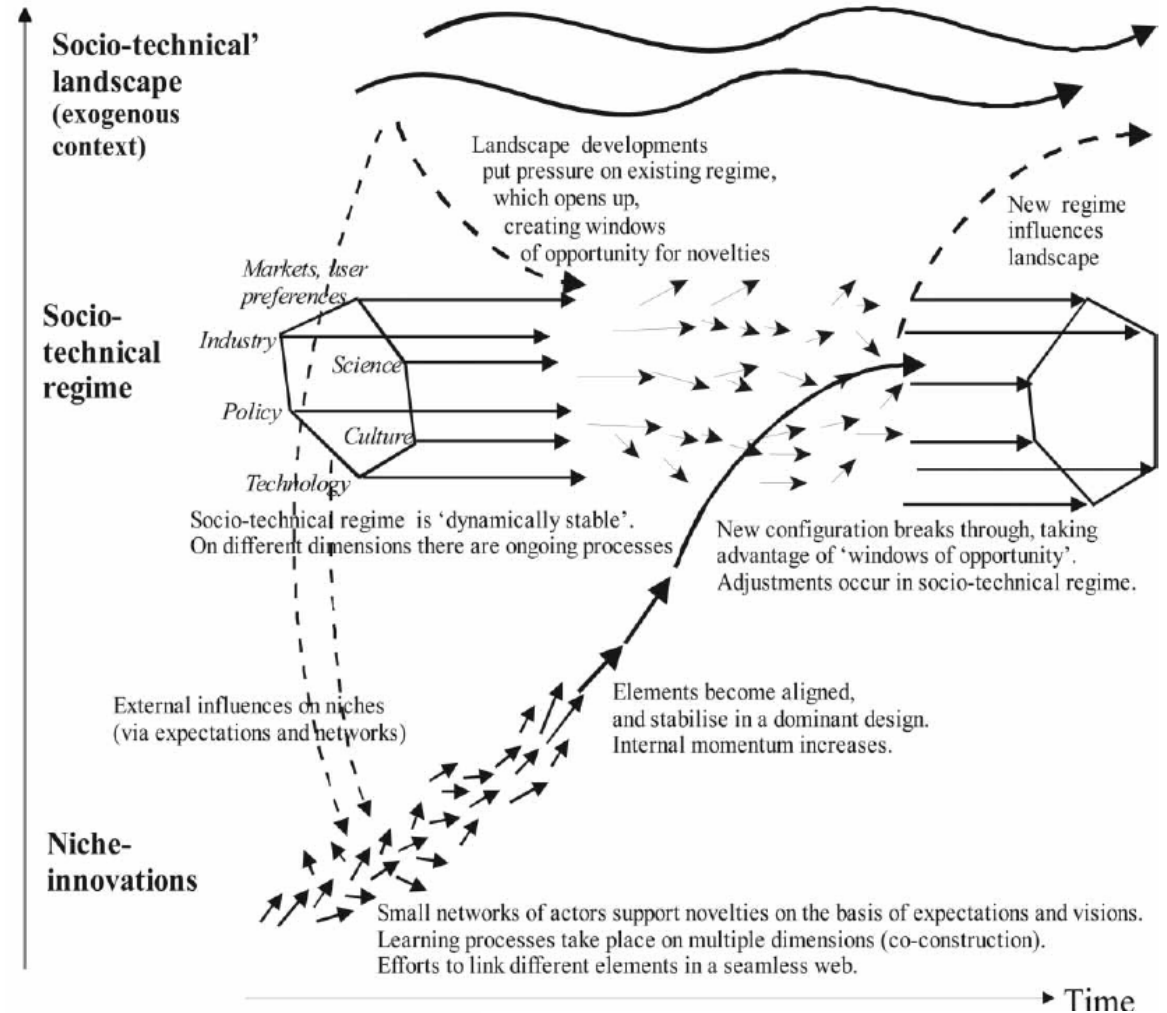 Socio-technical’
landscape
(exogenous
context)
Landscape developments
put pressure on existing regime,
which opens up,
creating windows
of opportunity for novelties
New regime
influences
landscape
Markets, user
preferences
Socio-
technical
regime
Industry
Science
Policy
Culture
Technology
Socio-technical regime is ‘dynamically stable’.
On different dimensions there are ongoing processes
New configuration breaks through, taking
advantage of ‘windows of opportunity’.
Adjustments occur in socio-technical regime.
External influences on niches
(via expectations and networks)
Elements become aligned,
and stabilise in a dominant design.
Internal momentum increases.
Niche-
innovations
Small networks of actors support novelties on the basis of expectations and visions.
Learning processes take place on multiple dimensions (co-construction).
Efforts to link different elements in a seamless web.
Time